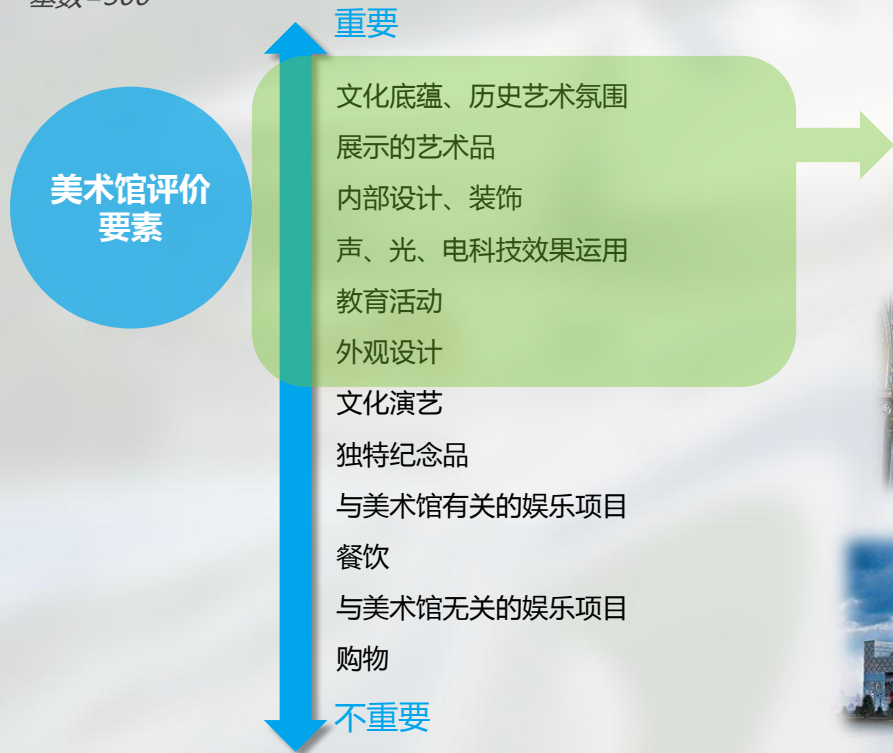 基数=500
重要
美术馆评价
要素
文化底蕴、历史艺术氛围
展示的艺术品
内部设计、装饰
声、光、电科技效果运用
教育活动
外观设计
文化演艺
独特纪念品
与美术馆有关的娱乐项目
餐饮
与美术馆无关的娱乐项目
购物
不重要